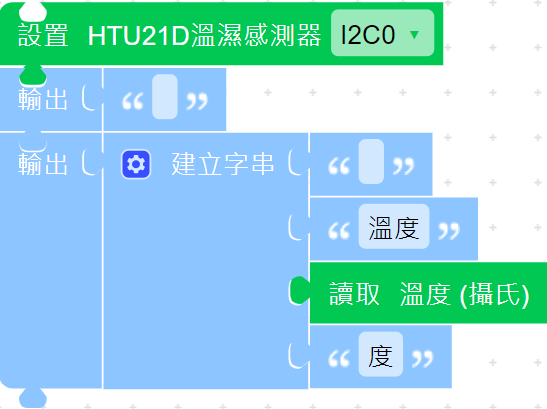 設置 HTU21D溫濕感測器 I2C0 ▼
輸出 “ ”
輸出 建立字串 “ ”
“ 溫度 ”
讀取 溫度 (攝氏)
“ 度 ”